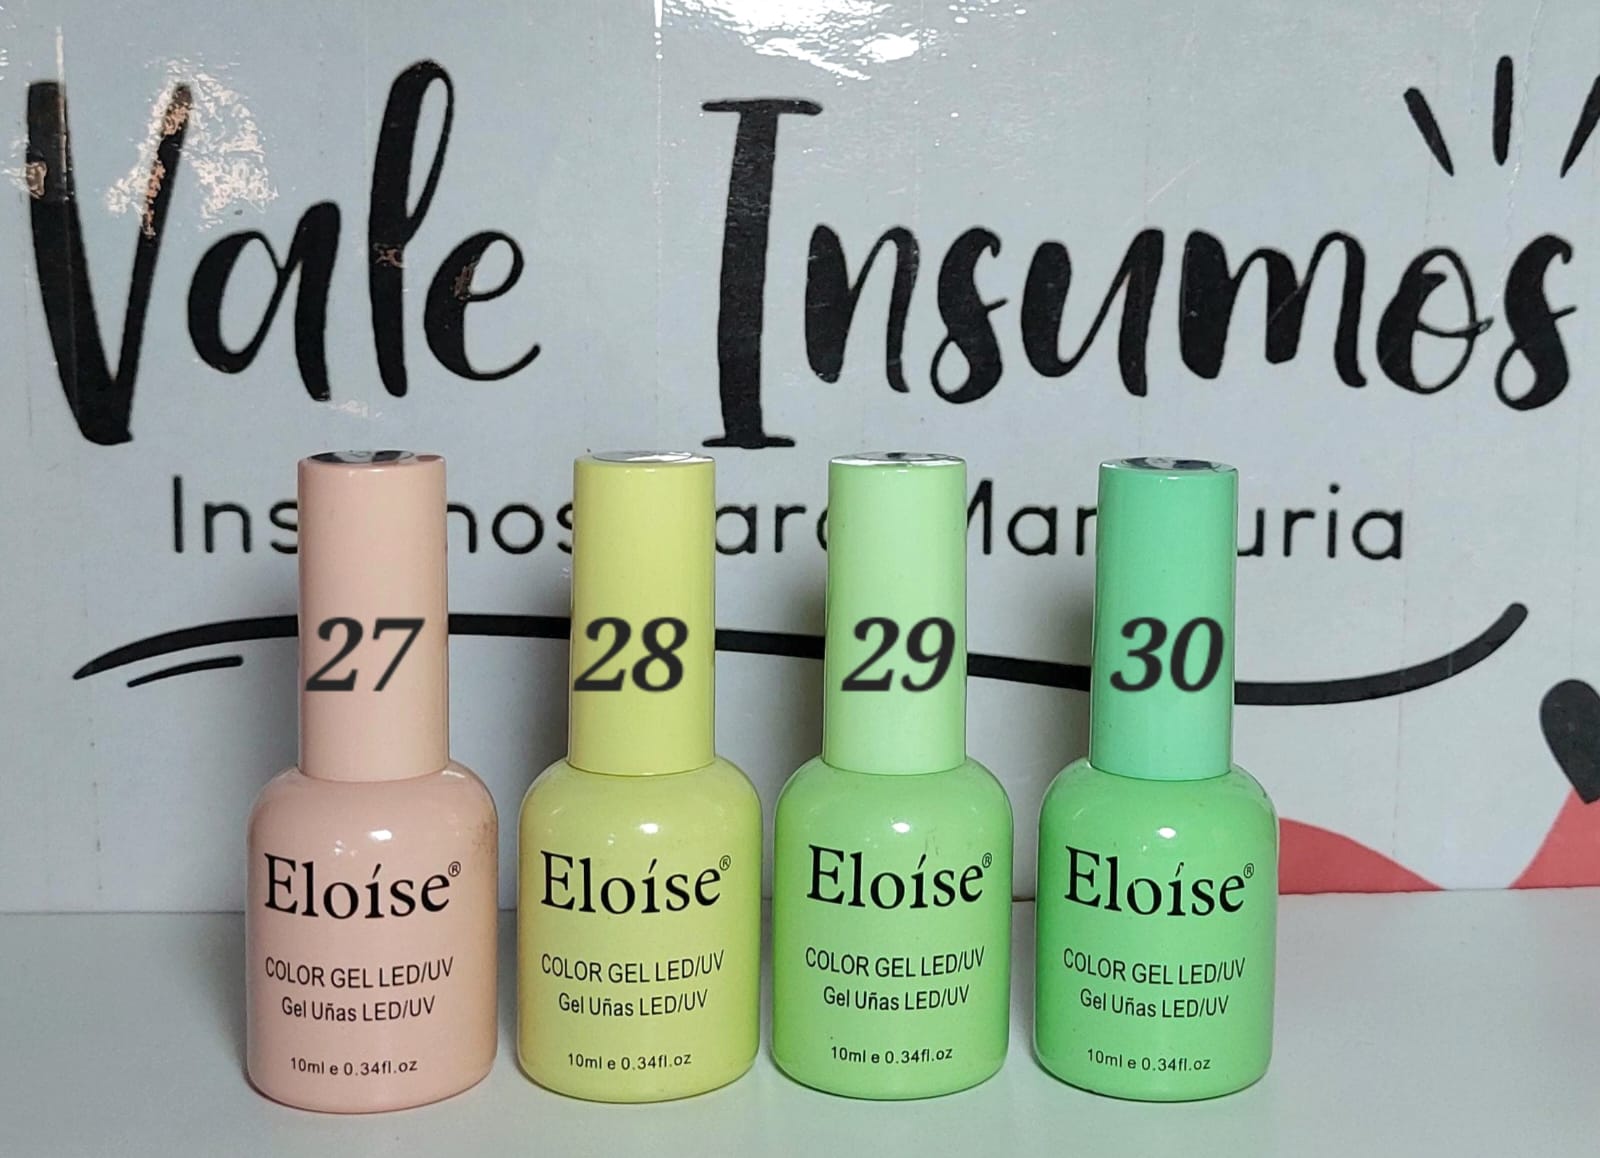 Vale Insumos
27 28 29 30
Eloíse®
COLOR GEL LED/UV
Gel Uñas LED/UV
10ml e 0.34fl.oz
Eloíse®
COLOR GEL LED/UV
Gel Uñas LED/UV
10ml e 0.34fl.oz
Eloíse®
COLOR GEL LED/UV
Gel Uñas LED/UV
10ml e 0.34fl.oz
Eloíse®
COLOR GEL LED/UV
Gel Uñas LED/UV
10ml e 0.34fl.oz